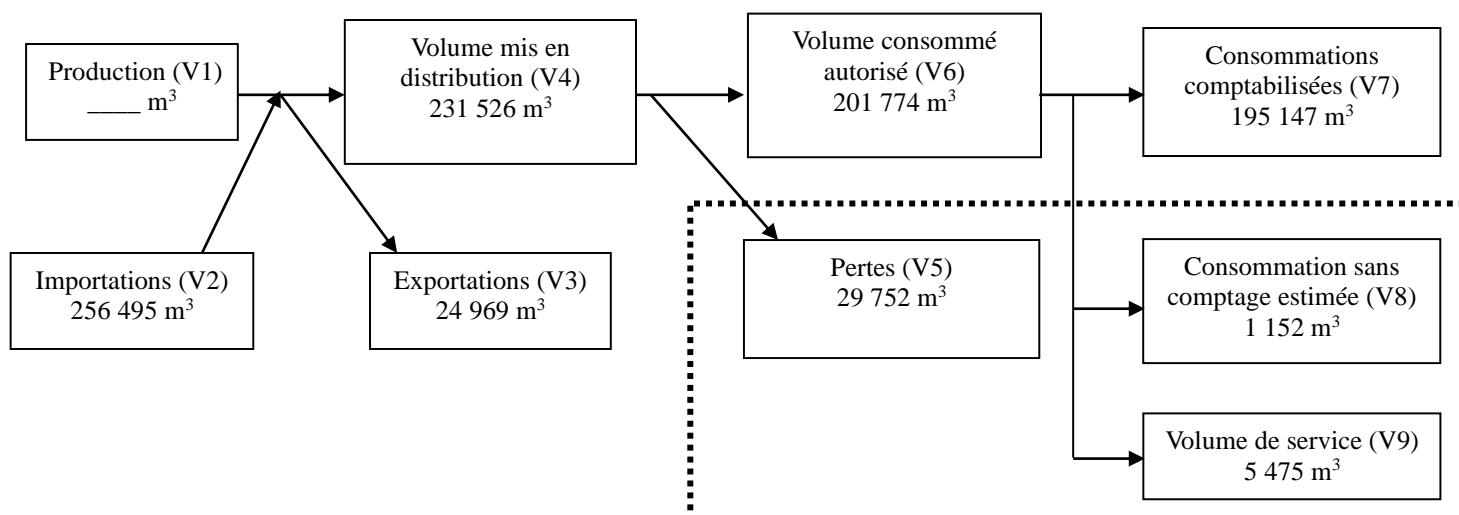 Production (V1)
____ m³
Volume mis en
distribution (V4)
231 526 m³
Volume consommé
autorisé (V6)
201 774 m³
Consommations
comptabilisées (V7)
195 147 m³
Importations (V2)
256 495 m³
Exportations (V3)
24 969 m³
Pertes (V5)
29 752 m³
Consommation sans
comptage estimée (V8)
1 152 m³
Volume de service (V9)
5 475 m³